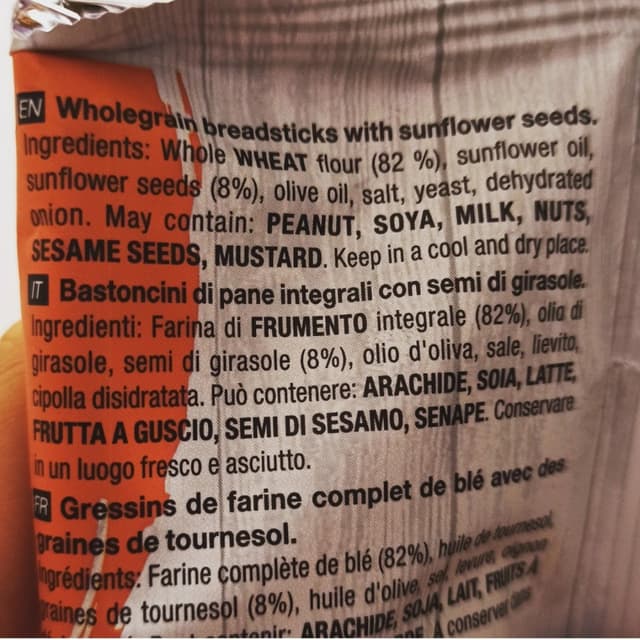 EN Wholegrain breadsticks with sunflower seeds.
Ingredients: Whole WHEAT flour (82 %), sunflower oil,
sunflower seeds (8%), olive oil, salt, yeast, dehydrated
onion. May contain: PEANUT, SOYA, MILK, NUTS,
SESAME SEEDS, MUSTARD. Keep in a cool and dry place.
IT Bastoncini di pane integrali con semi di girasole.
Ingredienti: Farina di FRUMENTO integrale (82%), olio di
girasole, semi di girasole (8%), olio d'oliva, sale, lievito,
cipolla disidratata. Può contenere: ARACHIDE, SOIA, LATTE,
FRUTTA A GUSCIO, SEMI DI SESAMO, SENAPE. Conservare
in un luogo fresco e asciutto.
FR Gressins de farine complet de blé avec des
graines de tournesol.
Ingrédients: Farine complète de blé (82%), huile de tournesol,
graines de tournesol (8%), huile d'olive, sel, levure, oignon
ARACHIDE, SOJA, LAIT, FRUITS À
À conserver dans